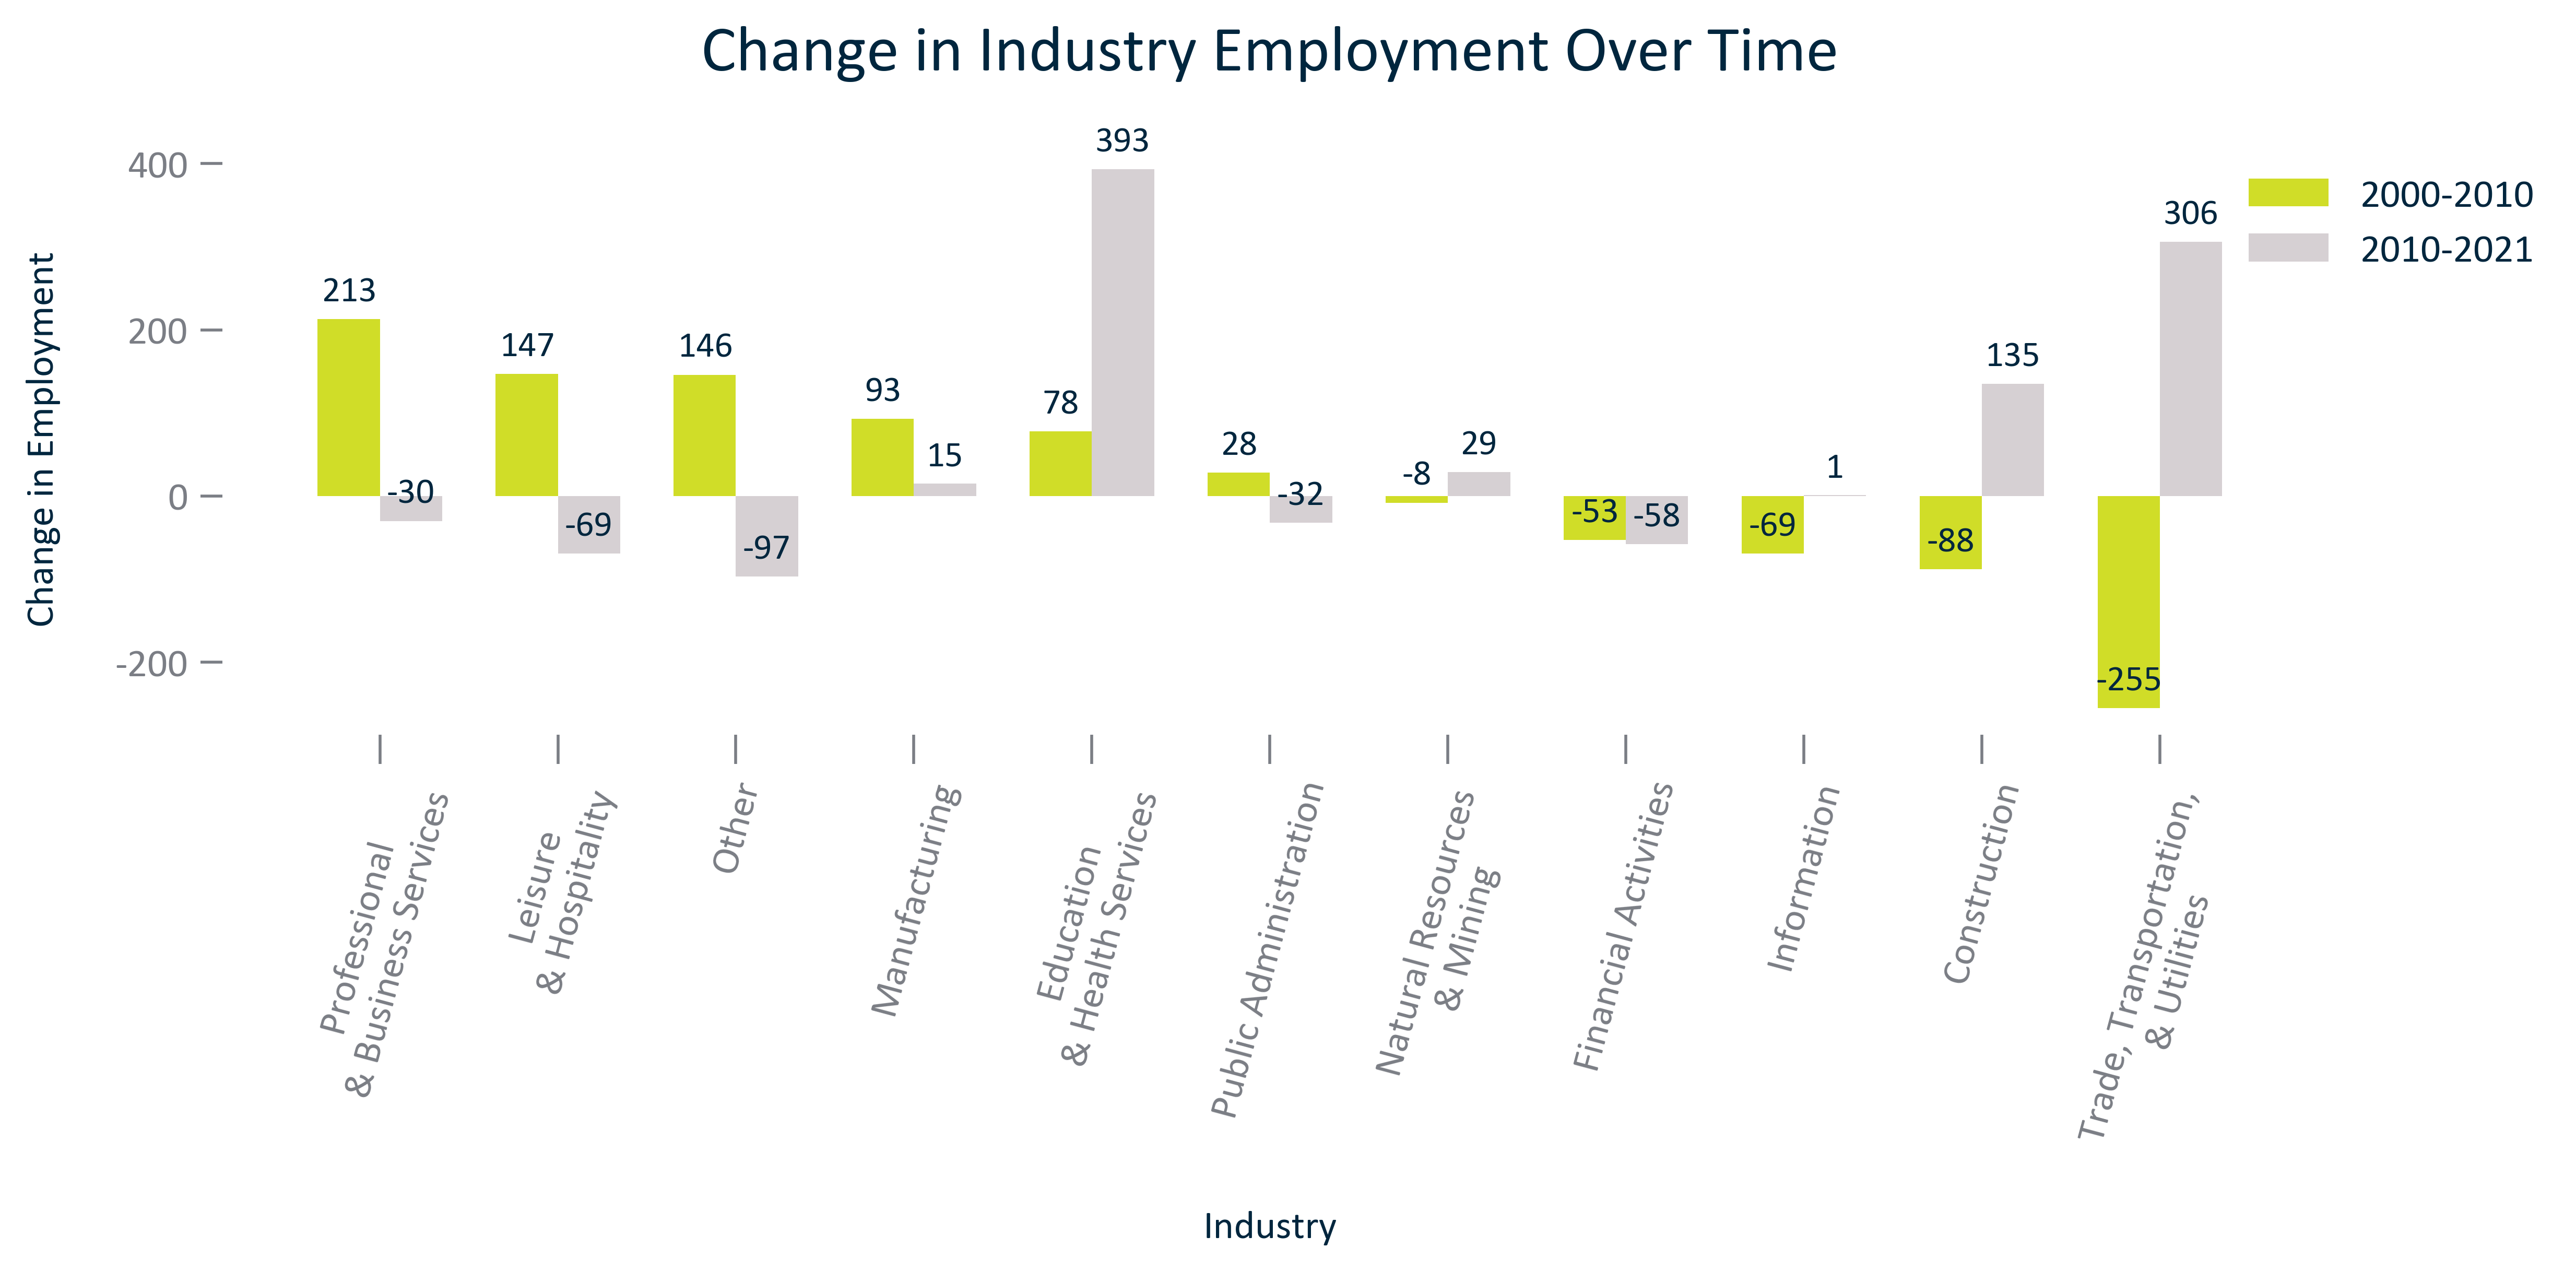 Change in Industry Employment Over Time
Change in Employment
400
200
0
-200
2000-2010
2010-2021
213
-30
147
-69
146
-97
93
15
78
393
28
-32
-8
29
-53
-58
-69
1
-88
135
-255
306
Professional
& Business Services
Leisure
& Hospitality
Other
Manufacturing
Education
& Health Services
Public Administration
Natural Resources
& Mining
Financial Activities
Information
Construction
Trade, Transportation,
& Utilities
Industry